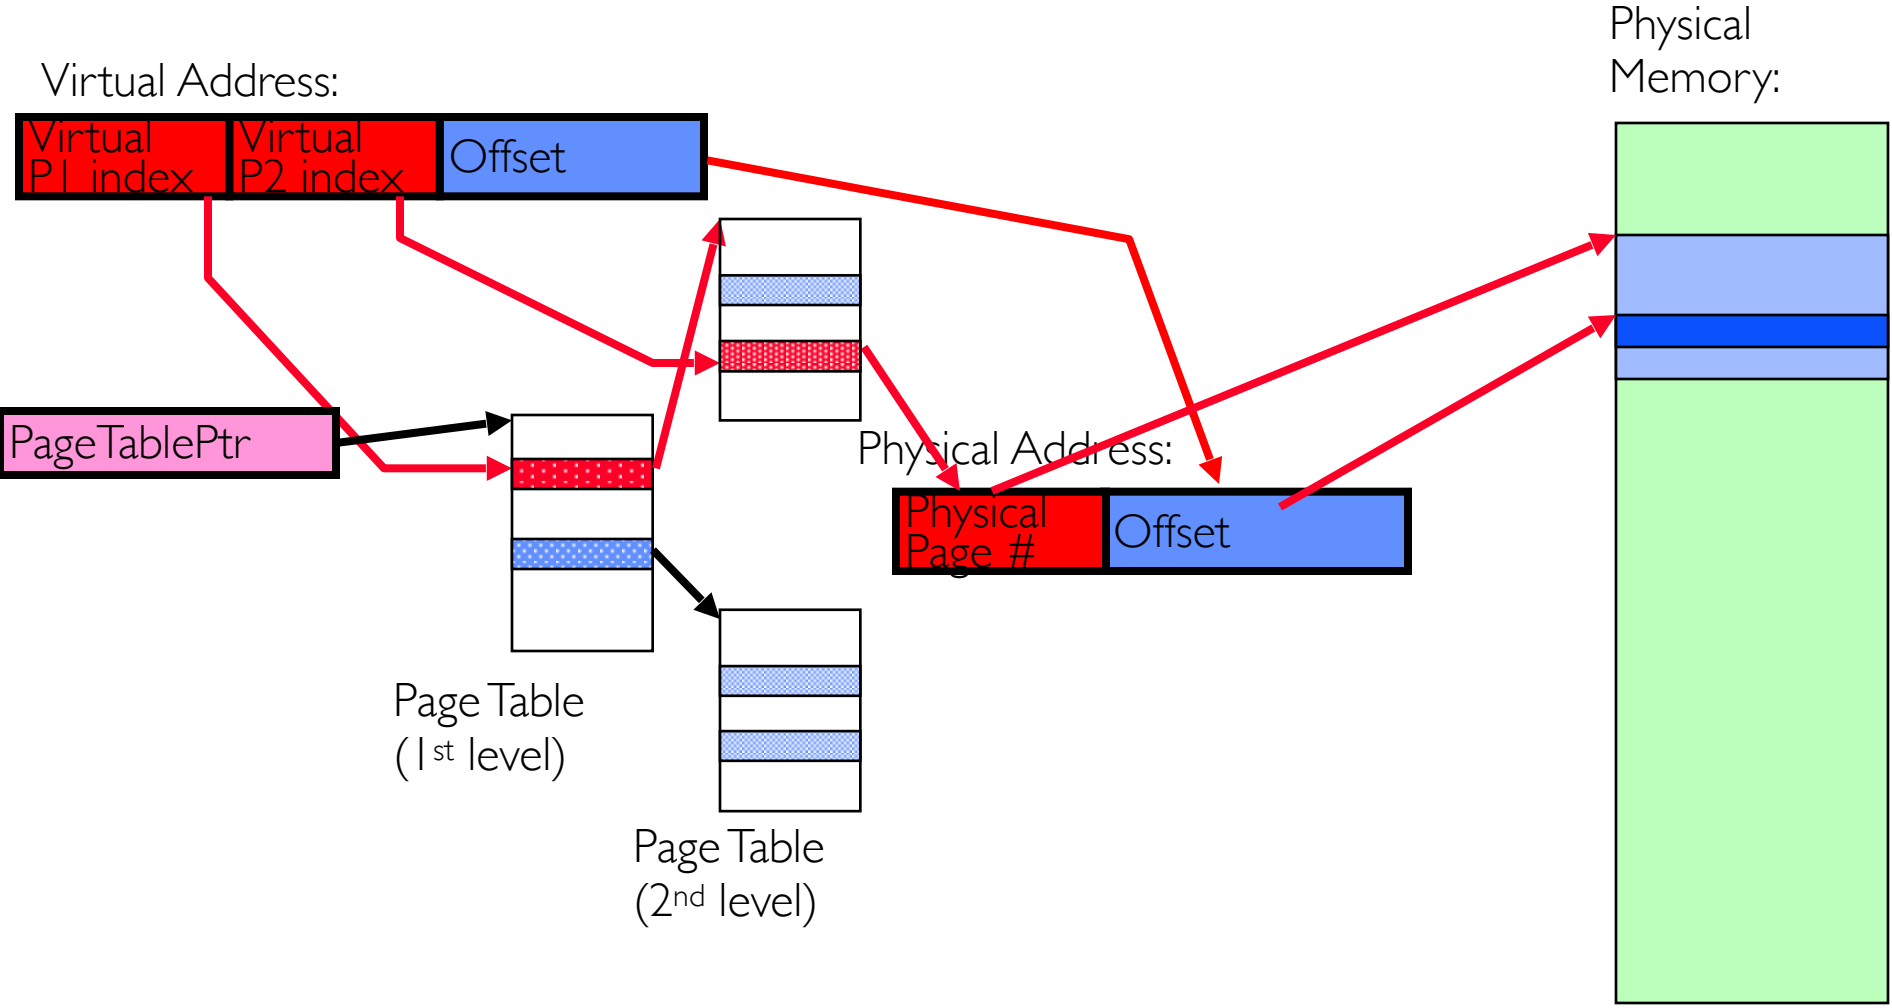 Physical
Memory:
Virtual Address:
Virtual
P1 index
Virtual
P2 index
Offset
PageTablePtr
Physical Address:
Physical
Page #
Offset
Page Table
(1st level)
Page Table
(2nd level)